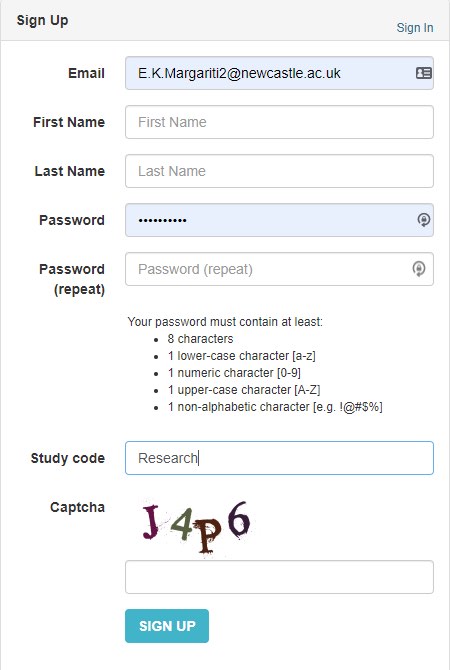 Sign Up
Sign In
Email E.K.Margariti2@newcastle.ac.uk
First Name First Name
Last Name Last Name
Password ••••••••••
Password
(repeat) Password (repeat)
Your password must contain at least:
• 8 characters
• 1 lower-case character [a-z]
• 1 numeric character [0-9]
• 1 upper-case character [A-Z]
• 1 non-alphabetic character [e.g. !@#$%]
Study code Research
Captcha J4P6
SIGN UP